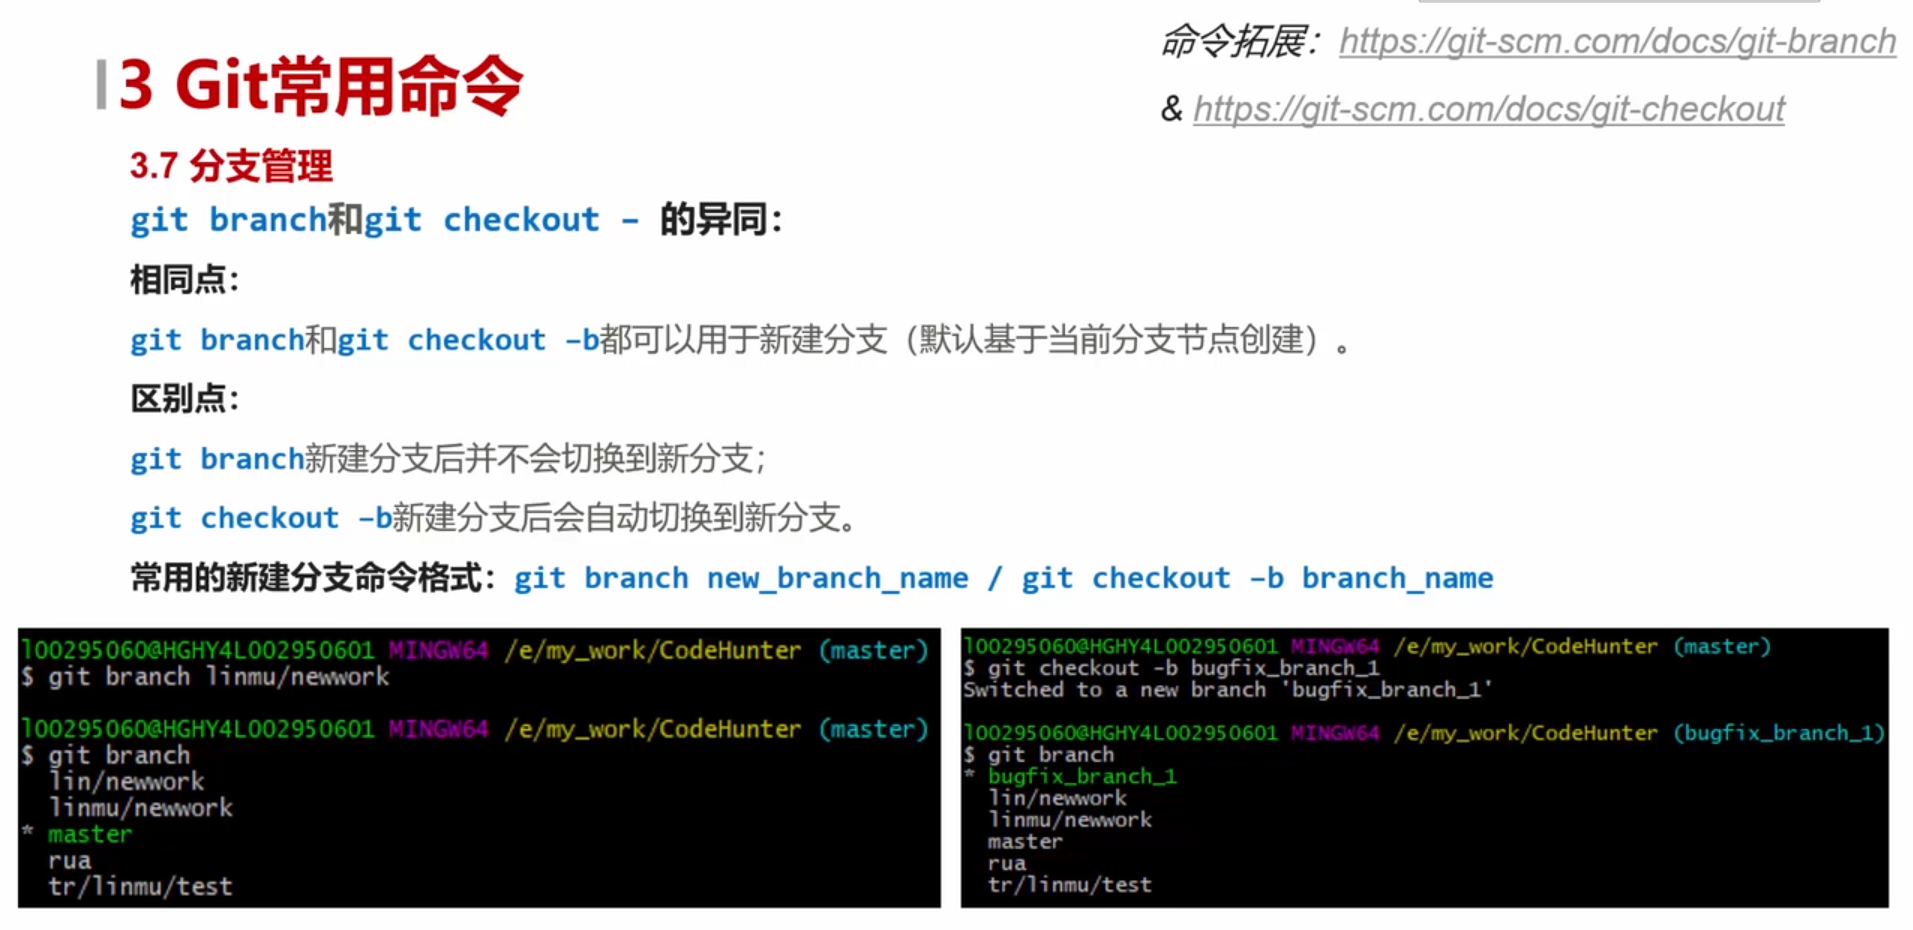 命令拓展：https://git-scm.com/docs/git-branch
& https://git-scm.com/docs/git-checkout
3 Git常用命令
3.7 分支管理
git branch和git checkout – 的异同：
相同点：
git branch和git checkout –b都可以用于新建分支（默认基于当前分支节点创建）。
区别点：
git branch新建分支后并不会切换到新分支；
git checkout –b新建分支后会自动切换到新分支。
常用的新建分支命令格式：git branch new_branch_name / git checkout –b branch_name
l00295060@HGHY4L002950601 MINGW64 /e/my_work/CodeHunter (master)
$ git branch linmu/newwork
l00295060@HGHY4L002950601 MINGW64 /e/my_work/CodeHunter (master)
$ git branch
lin/newwork
linmu/newwork
* master
rua
tr/linmu/test
l00295060@HGHY4L002950601 MINGW64 /e/my_work/CodeHunter (master)
$ git checkout -b bugfix_branch_1
Switched to a new branch 'bugfix_branch_1'
l00295060@HGHY4L002950601 MINGW64 /e/my_work/CodeHunter (bugfix_branch_1)
$ git branch
* bugfix_branch_1
lin/newwork
linmu/newwork
master
rua
tr/linmu/test